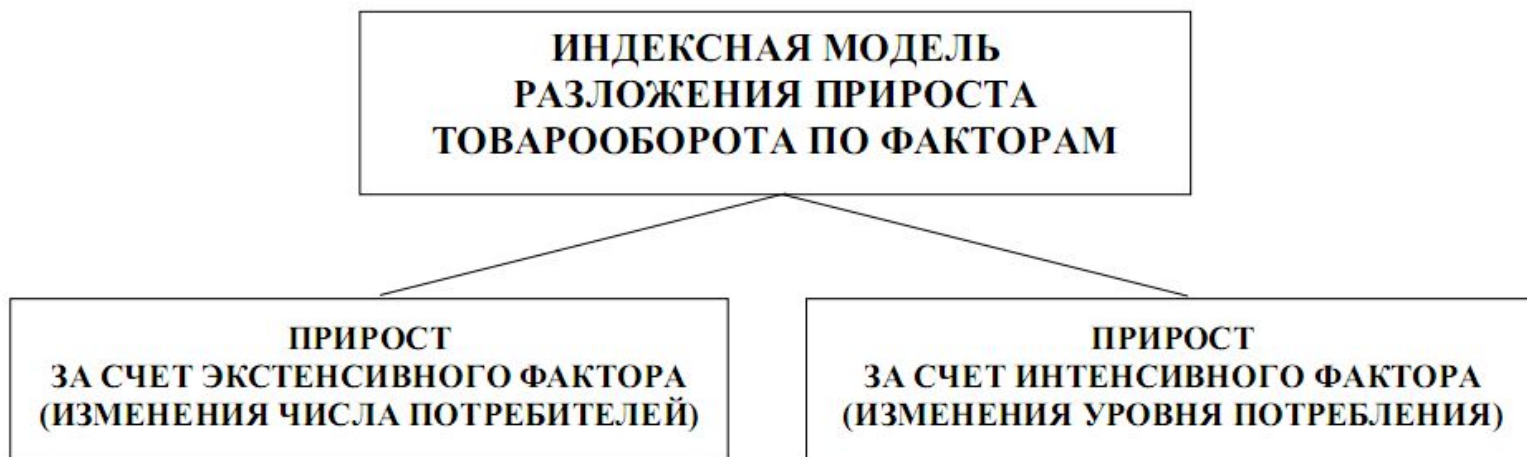 ИНДЕКСНАЯ МОДЕЛЬ
РАЗЛОЖЕНИЯ ПРИРОСТА
ТОВАРООБОРОТА ПО ФАКТОРАМ
ПРИРОСТ
ЗА СЧЕТ ЭКСТЕНСИВНОГО ФАКТОРА
(ИЗМЕНЕНИЯ ЧИСЛА ПОТРЕБИТЕЛЕЙ)
ПРИРОСТ
ЗА СЧЕТ ИНТЕНСИВНОГО ФАКТОРА
(ИЗМЕНЕНИЯ УРОВНЯ ПОТРЕБЛЕНИЯ)